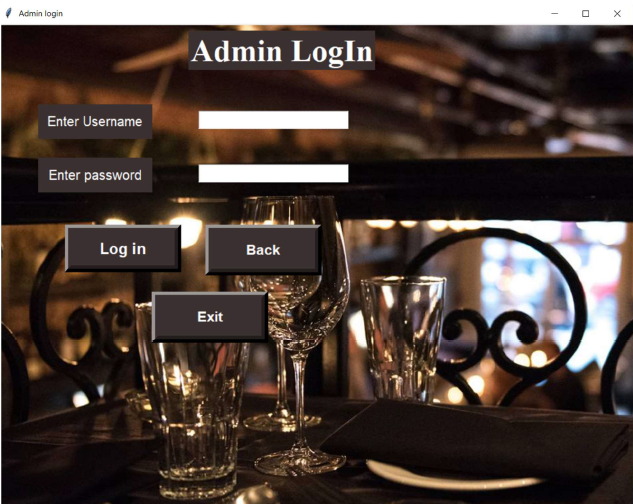 Admin login
Admin LogIn
Enter Username
Enter password
Log in
Back
Exit